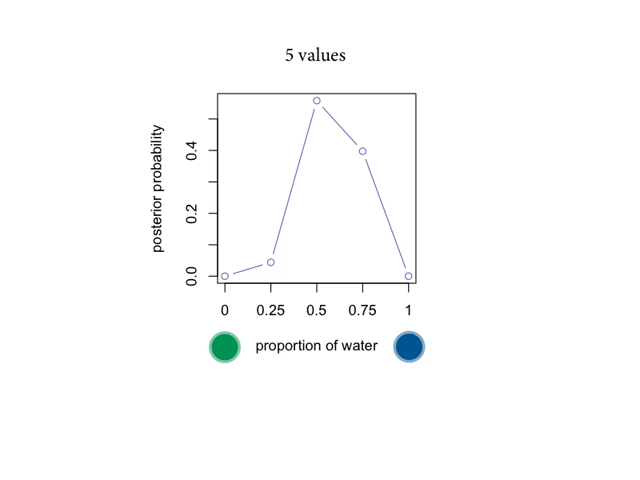 5 values
posterior probability
0.4
0.2
0.0
0 0.25 0.5 0.75 1
proportion of water